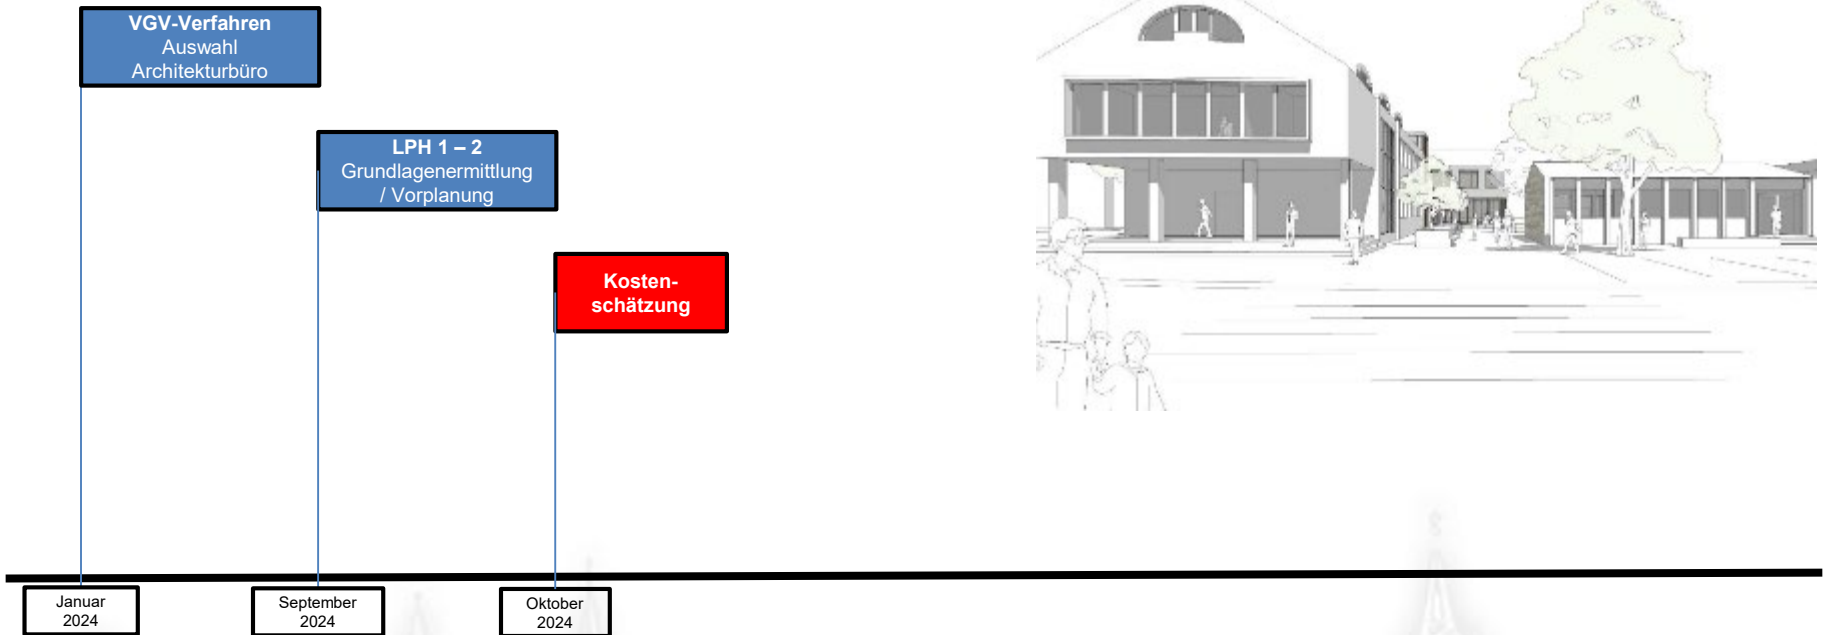 VGV-Verfahren
Auswahl
Architekturbüro
LPH 1 – 2
Grundlagenermittlung
/ Vorplanung
Kosten-
schätzung
Januar
2024
September
2024
Oktober
2024